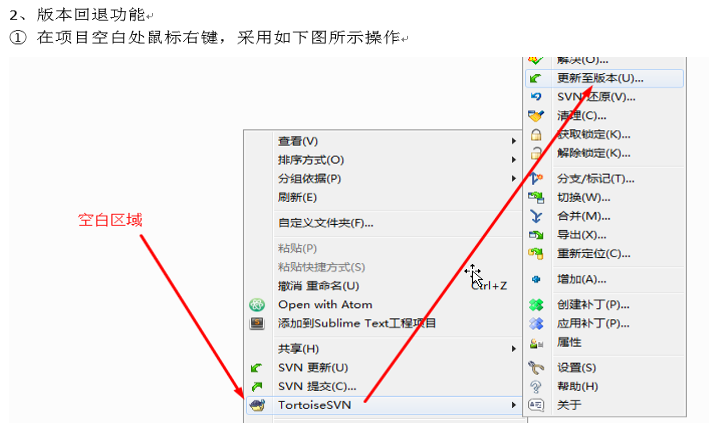 2、版本回退功能
① 在项目空白处鼠标右键，采用如下图所示操作
空白区域
查看(V)
排序方式(O)
分组依据(P)
刷新(E)
自定义文件夹(F)...
粘贴(P)
粘贴快捷方式(S)
撤消 重命名(U) Ctrl+Z
Open with Atom
添加到Sublime Text工程项目
共享(H)
SVN 更新(U)
SVN 提交(C)...
TortoiseSVN
解决(O)...
更新至版本(U)...
SVN 还原(V)...
清理(C)...
获取锁定(K)...
解除锁定(K)...
分支/标记(T)...
切换(W)...
合并(M)...
导出(X)...
重新定位(C)...
增加(A)...
创建补丁(P)...
应用补丁(P)...
属性
设置(S)
帮助(H)
关于